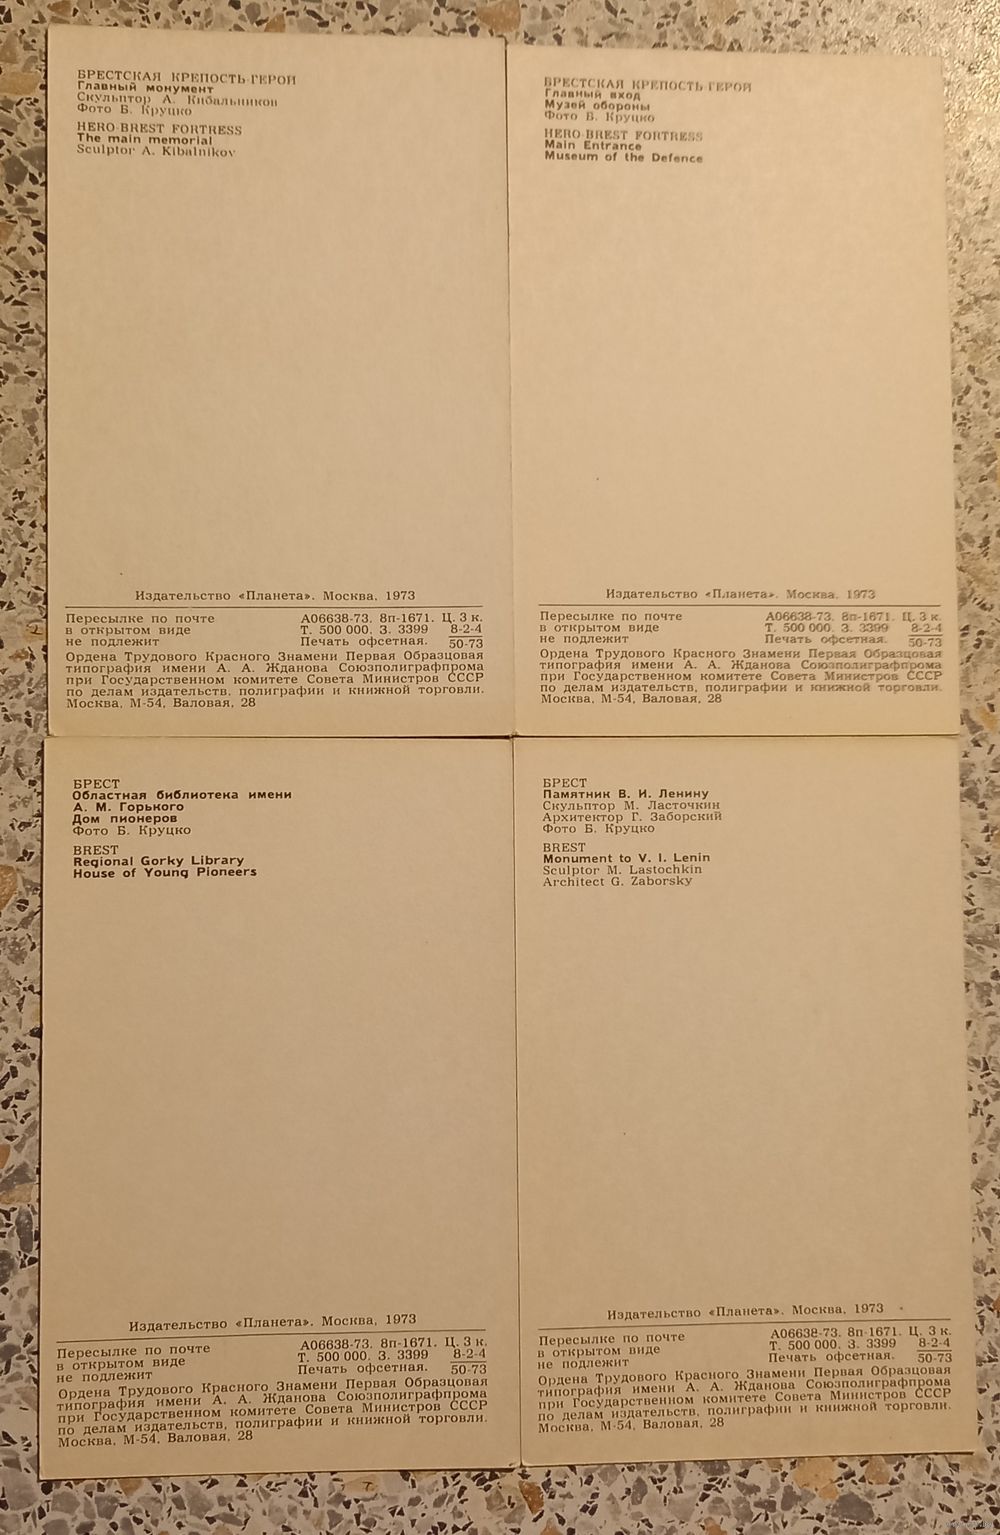 БРЕСТСКАЯ КРЕПОСТЬ-ГЕРОЙ
Главный монумент
Скульптор А. Кибальников
Фото Б. Круцко
HERO-BREST FORTRESS
The main memorial
Sculptor A. Kibalnikov
Издательство «Планета». Москва, 1973
Пересылке по почте
в открытом виде
не подлежит
А06638-73. 8п-1671. Ц. 3 к.
Т. 500 000. З. 3399 8-2-4
Печать офсетная. 50-73
Ордена Трудового Красного Знамени Первая Образцовая
типография имени А. А. Жданова Союзполиграфпрома
при Государственном комитете Совета Министров СССР
по делам издательств, полиграфии и книжной торговли.
Москва, М-54, Валовая, 28
БРЕСТСКАЯ КРЕПОСТЬ-ГЕРОЙ
Главный вход
Музей обороны
Фото Б. Круцко
HERO-BREST FORTRESS
Main Entrance
Museum of the Defence
Издательство «Планета». Москва, 1973
Пересылке по почте
в открытом виде
не подлежит
А06638-73. 8п-1671. Ц. 3 к.
Т. 500 000. З. 3399 8-2-4
Печать офсетная. 50-73
Ордена Трудового Красного Знамени Первая Образцовая
типография имени А. А. Жданова Союзполиграфпрома
при Государственном комитете Совета Министров СССР
по делам издательств, полиграфии и книжной торговли.
Москва, М-54, Валовая, 28
БРЕСТ
Областная библиотека имени
А. М. Горького
Дом пионеров
Фото Б. Круцко
BREST
Regional Gorky Library
House of Young Pioneers
Издательство «Планета». Москва, 1973
Пересылке по почте
в открытом виде
не подлежит
А06638-73. 8п-1671. Ц. 3 к.
Т. 500 000. З. 3399 8-2-4
Печать офсетная. 50-73
Ордена Трудового Красного Знамени Первая Образцовая
типография имени А. А. Жданова Союзполиграфпрома
при Государственном комитете Совета Министров СССР
по делам издательств, полиграфии и книжной торговли.
Москва, М-54, Валовая, 28
БРЕСТ
Памятник В. И. Ленину
Скульптор М. Ласточкин
Архитектор Г. Заборский
Фото Б. Круцко
BREST
Monument to V. I. Lenin
Sculptor M. Lastochkin
Architect G. Zaborsky
Издательство «Планета». Москва, 1973
Пересылке по почте
в открытом виде
не подлежит
А06638-73. 8п-1671. Ц. 3 к.
Т. 500 000. З. 3399 8-2-4
Печать офсетная. 50-73
Ордена Трудового Красного Знамени Первая Образцовая
типография имени А. А. Жданова Союзполиграфпрома
при Государственном комитете Совета Министров СССР
по делам издательств, полиграфии и книжной торговли.
Москва, М-54, Валовая, 28